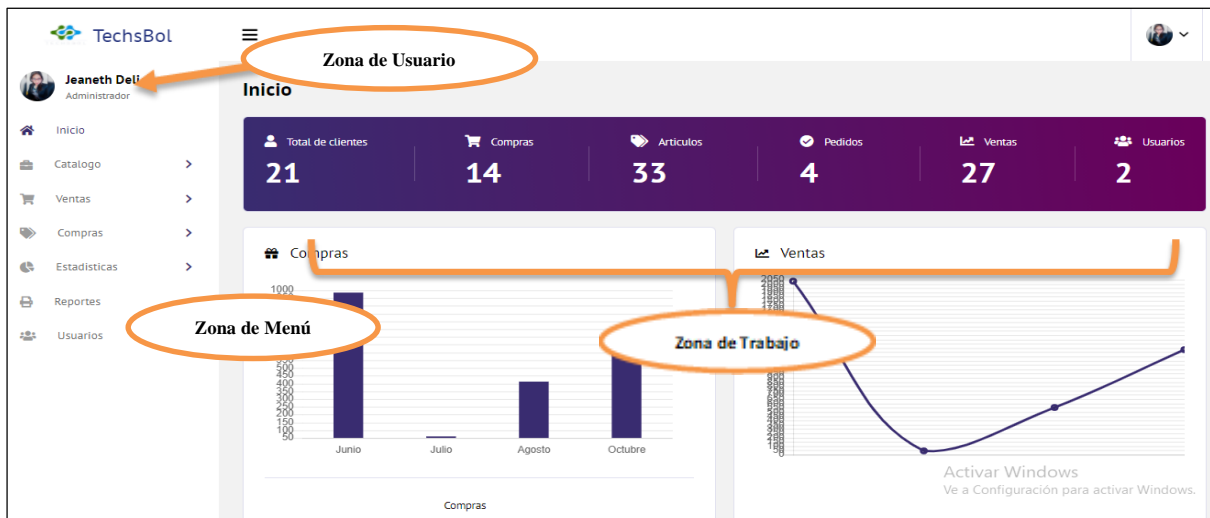 TechsBol
Zona de Usuario
Jeaneth Deli
Administrador
Inicio
Inicio
Catalogo
Ventas
Compras
Estadisticas
Reportes
Usuarios
Zona de Menú
Total de clientes
21
Compras
14
Articulos
33
Pedidos
4
Ventas
27
Usuarios
2
Compras
1000
500
450
400
350
300
250
200
150
100
50
Junio
Julio
Agosto
Octubre
Compras
Ventas
2050
Zona de Trabajo
0
Activar Windows
Ve a Configuración para activar Windows.